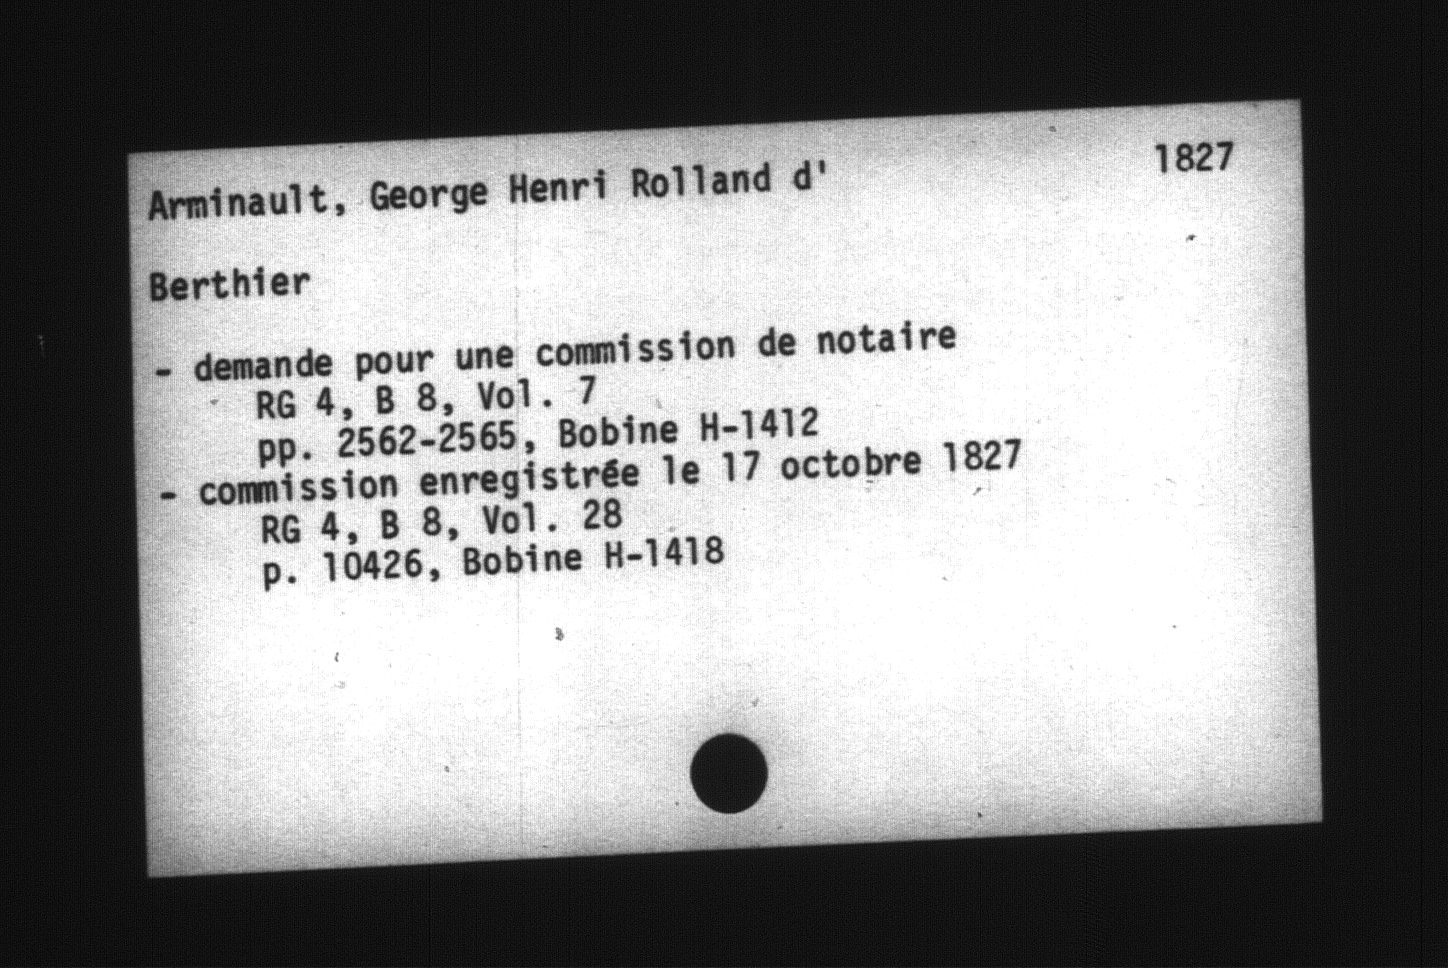 Arminault, George Henri Rolland d' 1827
Berthier
- demande pour une commission de notaire
RG 4, B 8, Vol. 7
pp. 2562-2565, Bobine H-1412
- commission enregistrée le 17 octobre 1827
RG 4, B 8, Vol. 28
p. 10426, Bobine H-1418